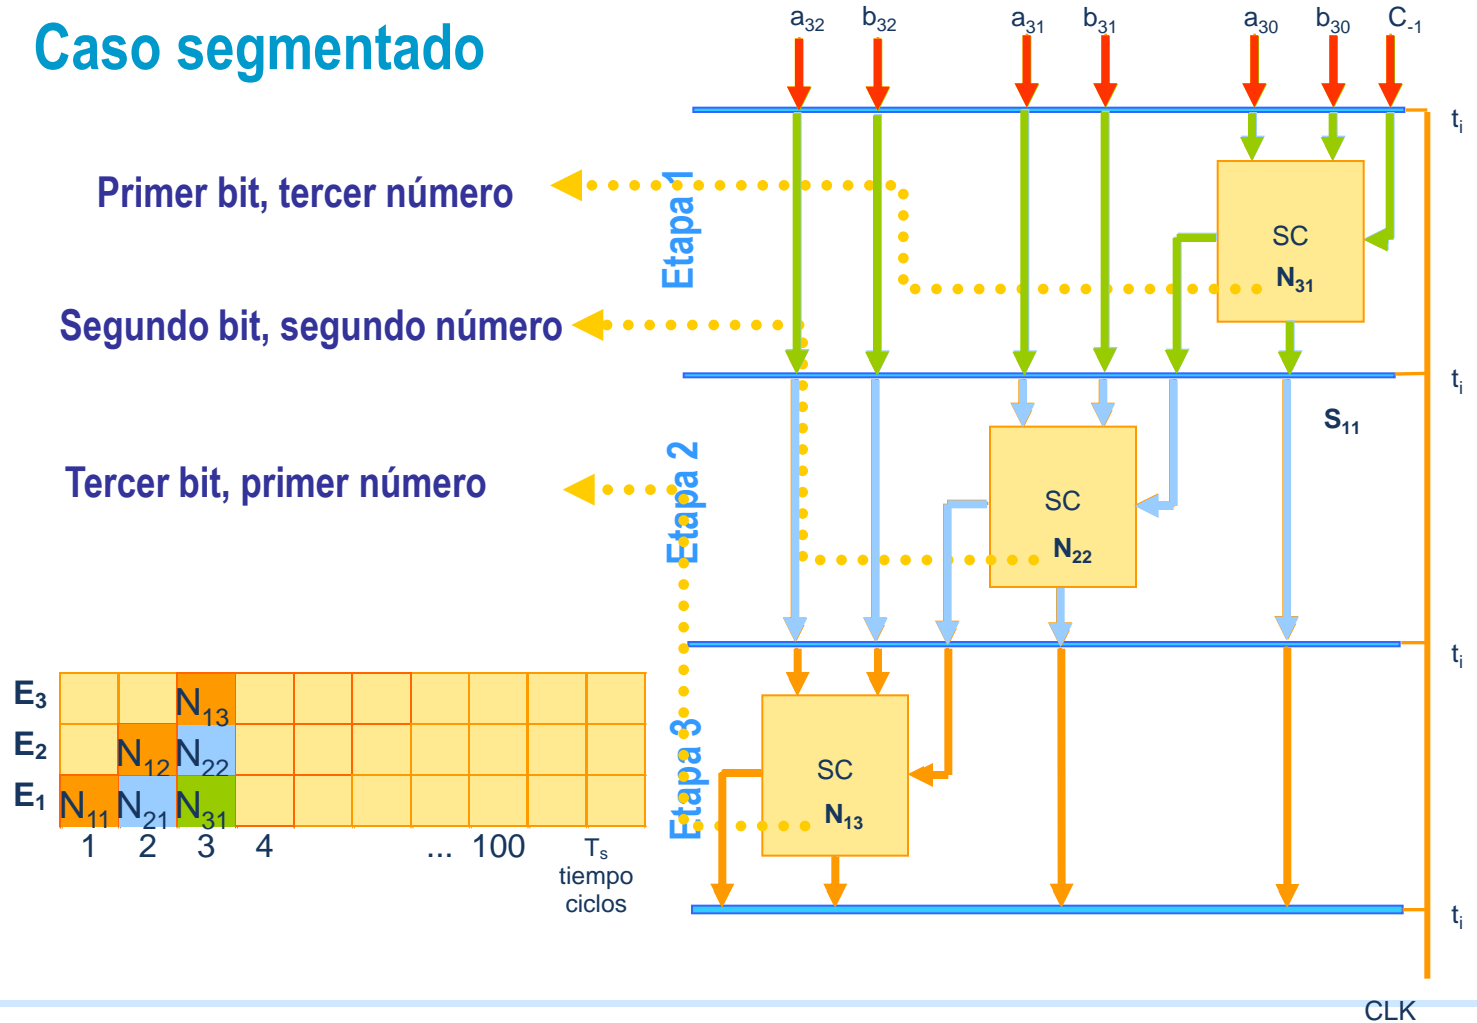 Caso segmentado
a32 b32 a31 b31 a30 b30 C-1
ti
Etapa 1
Primer bit, tercer número
SC
N31
Segundo bit, segundo número
ti
S11
Etapa 2
Tercer bit, primer número
SC
N22
ti
Etapa 3
SC
N13
E3 N13
E2 N12 N22
E1 N11 N21 N31
1 2 3 4 ... 100 Ts
tiempo
ciclos
ti
CLK